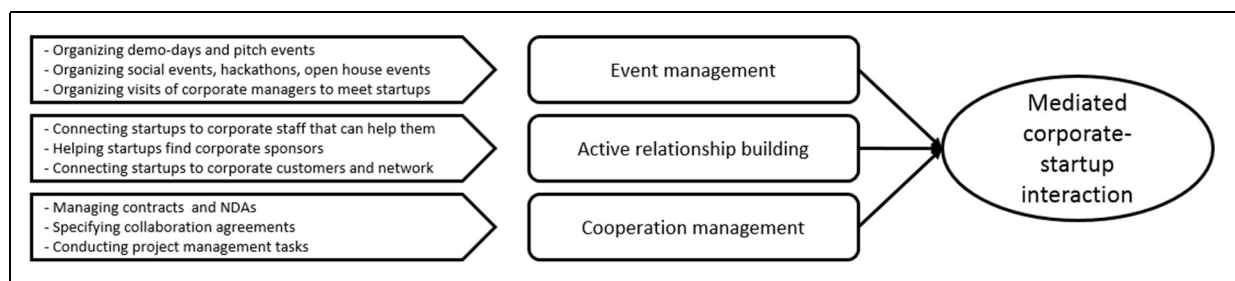 - Organizing demo-days and pitch events
- Organizing social events, hackathons, open house events
- Organizing visits of corporate managers to meet startups
Event management
- Connecting startups to corporate staff that can help them
- Helping startups find corporate sponsors
- Connecting startups to corporate customers and network
Active relationship building
- Managing contracts and NDAs
- Specifying collaboration agreements
- Conducting project management tasks
Cooperation management
Mediated
corporate-
startup
interaction